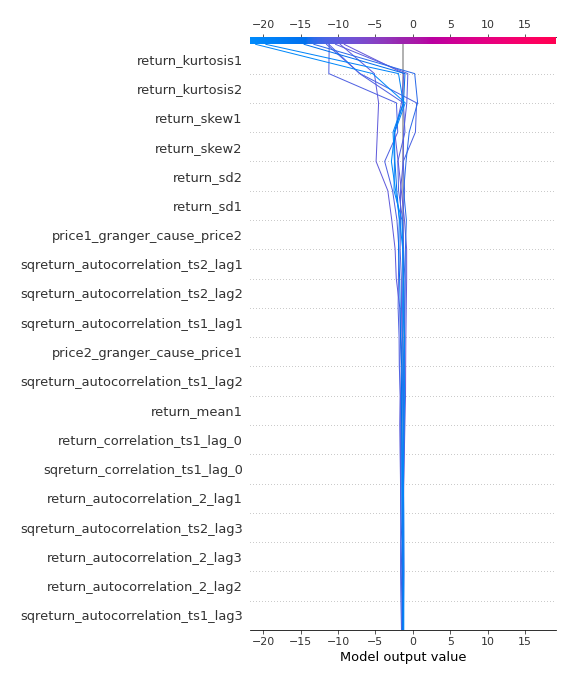 −20 −15 −10 −5 0 5 10 15
return_kurtosis1
return_kurtosis2
return_skew1
return_skew2
return_sd2
return_sd1
price1_granger_cause_price2
sqreturn_autocorrelation_ts2_lag1
sqreturn_autocorrelation_ts2_lag2
sqreturn_autocorrelation_ts1_lag1
price2_granger_cause_price1
sqreturn_autocorrelation_ts1_lag2
return_mean1
return_correlation_ts1_lag_0
sqreturn_correlation_ts1_lag_0
return_autocorrelation_2_lag1
sqreturn_autocorrelation_ts2_lag3
return_autocorrelation_2_lag3
return_autocorrelation_2_lag2
sqreturn_autocorrelation_ts1_lag3
−20 −15 −10 −5 0 5 10 15
Model output value